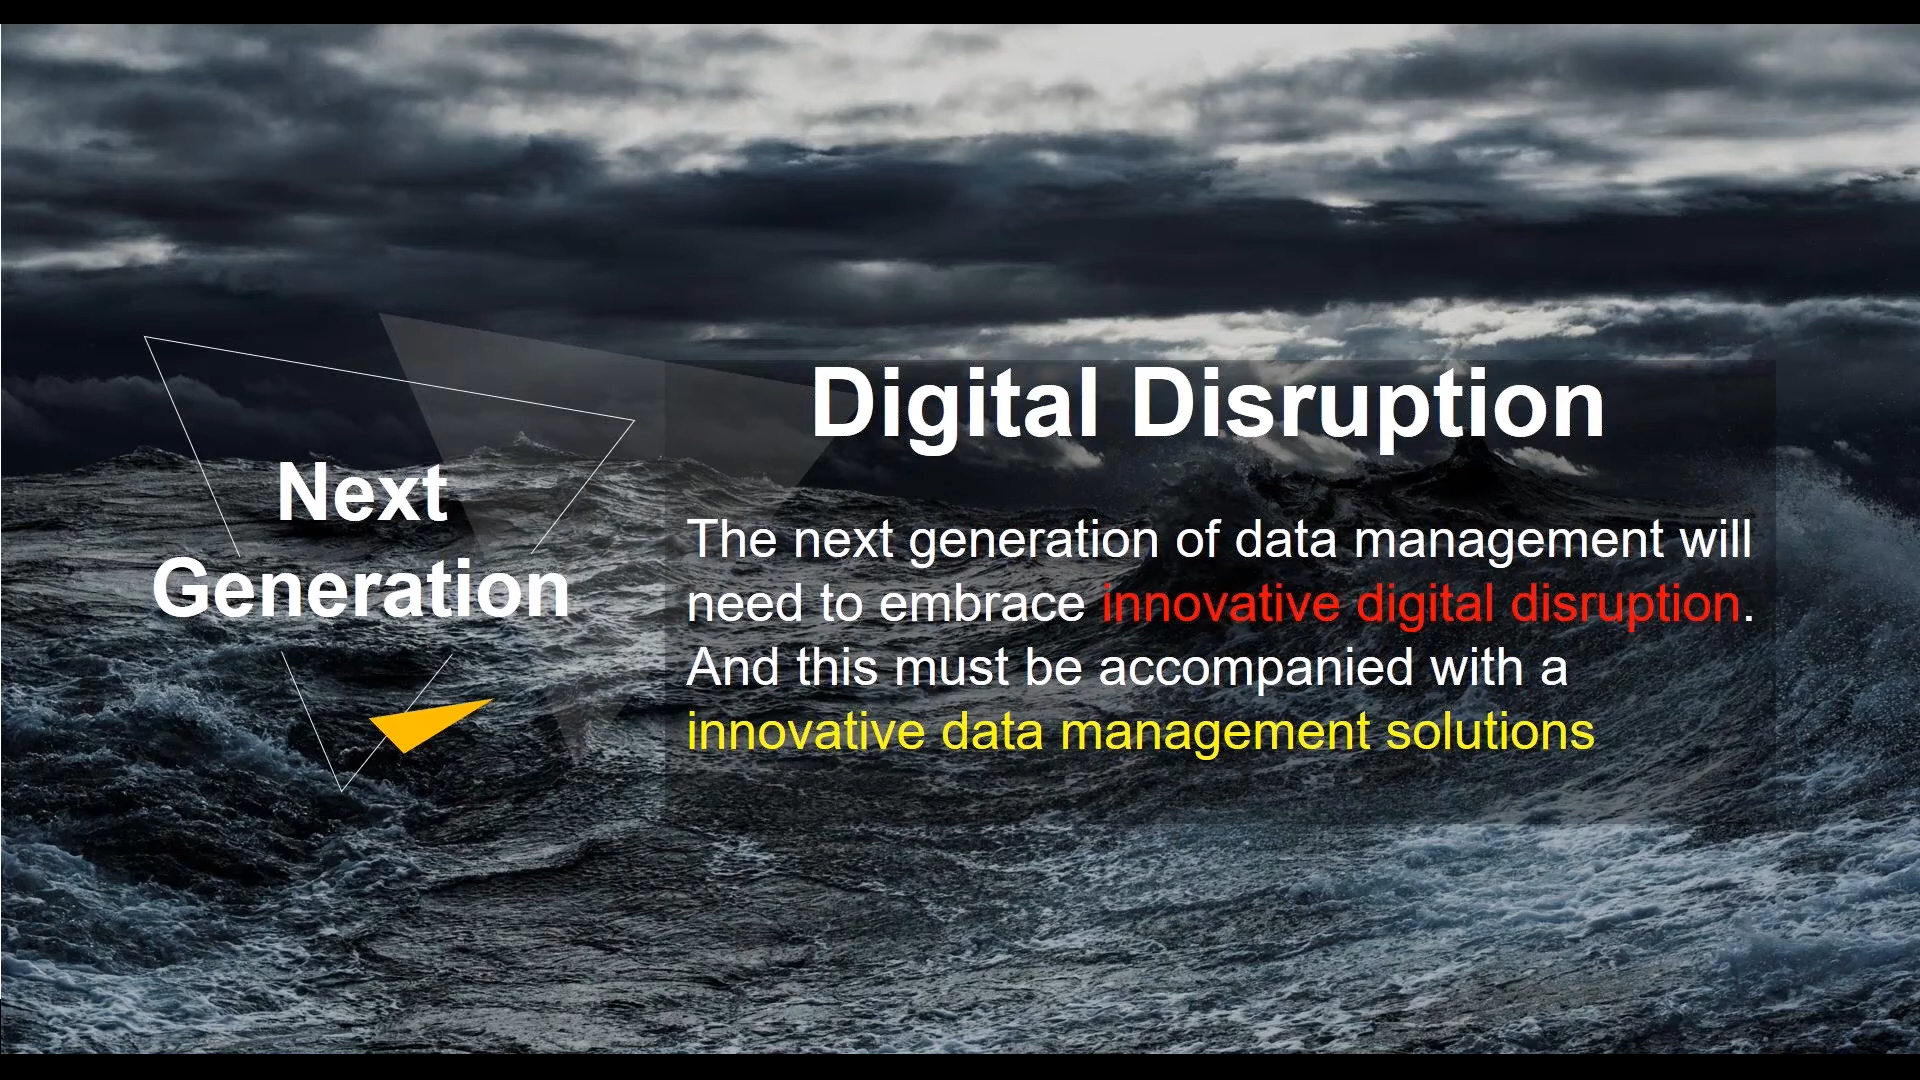 Next
Generation
Digital Disruption
The next generation of data management will
need to embrace innovative digital disruption.
And this must be accompanied with a
innovative data management solutions